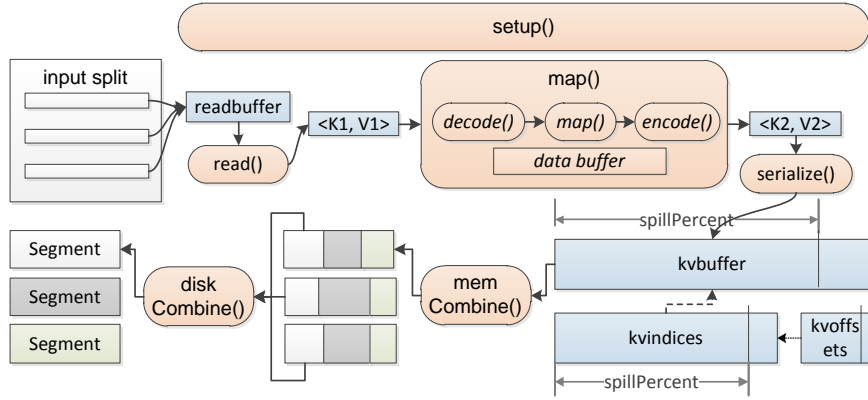 setup()
input split
map()
readbuffer
<K1, V1>
decode()
map()
encode()
<K2, V2>
read()
data buffer
serialize()
spillPercent
Segment
kvbuffer
mem
Combine()
disk
Combine()
Segment
Segment
kvindices
kvoffs
ets
spillPercent